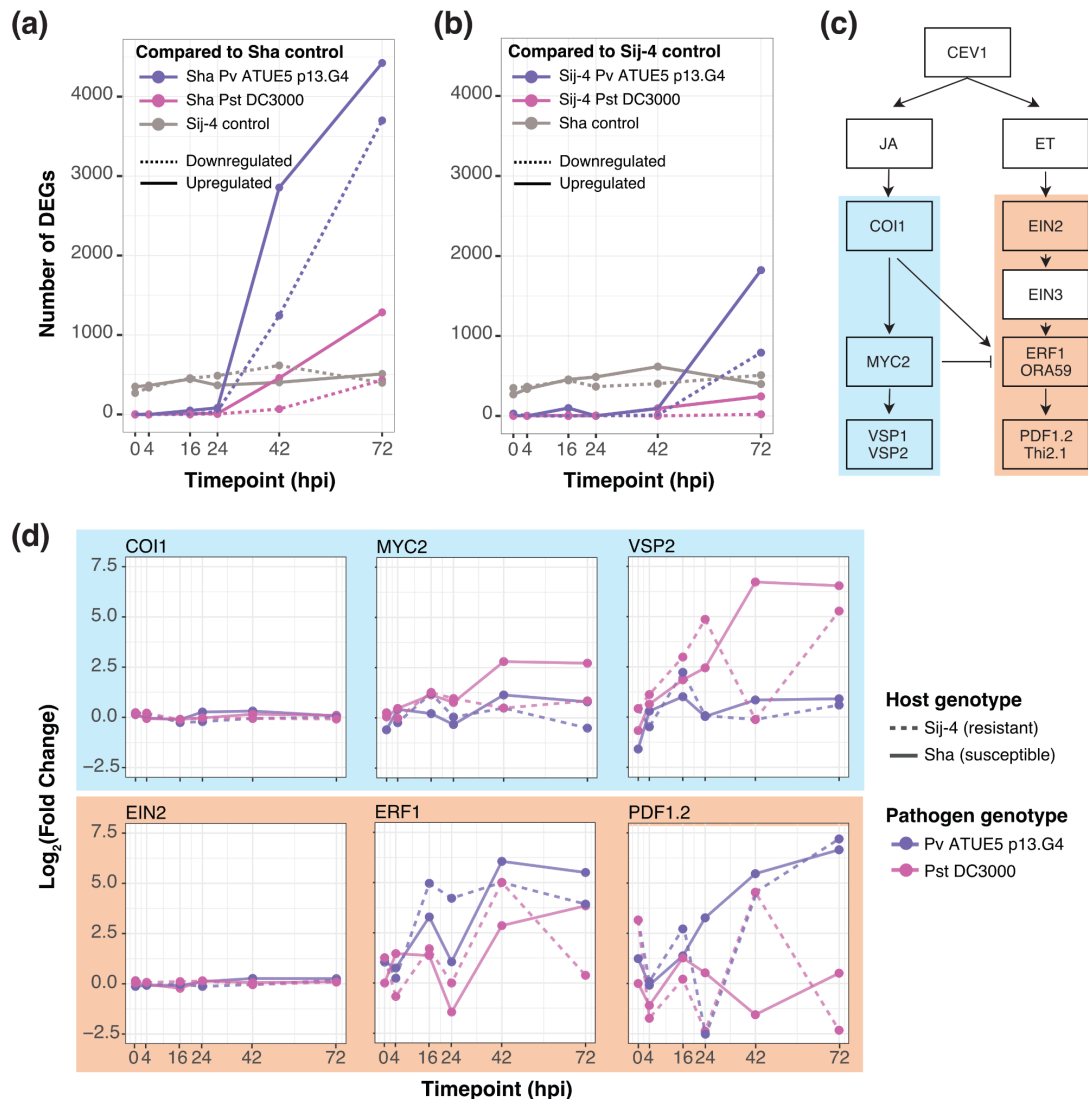 (a)
Compared to Sha control
Sha Pv ATUE5 p13.G4
Sha Pst DC3000
Sij-4 control
Downregulated
Upregulated
Number of DEGs
4000
3000
2000
1000
0
0 4 16 24 42 72
Timepoint (hpi)
(b)
Compared to Sij-4 control
Sij-4 Pv ATUE5 p13.G4
Sij-4 Pst DC3000
Sha control
Downregulated
Upregulated
4000
3000
2000
1000
0
0 4 16 24 42 72
Timepoint (hpi)
(c)
CEV1
JA
ET
COI1
EIN2
EIN3
MYC2
ERF1
ORA59
VSP1
VSP2
PDF1.2
Thi2.1
(d)
COI1
MYC2
VSP2
7.5
5.0
2.5
0.0
−2.5
EIN2
ERF1
PDF1.2
7.5
5.0
2.5
0.0
−2.5
Log2(Fold Change)
0 4 16 24 42 72
0 4 16 24 42 72
0 4 16 24 42 72
Timepoint (hpi)
Host genotype
Sij-4 (resistant)
Sha (susceptible)
Pathogen genotype
Pv ATUE5 p13.G4
Pst DC3000